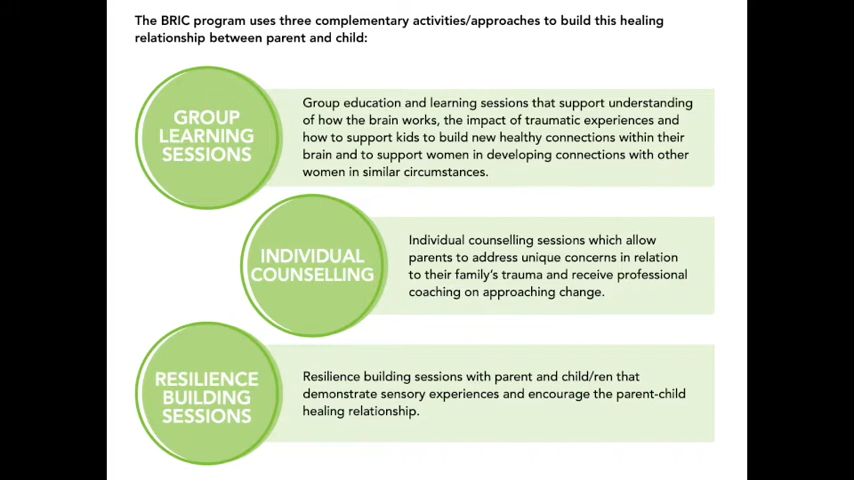 The BRIC program uses three complementary activities/approaches to build this healing
relationship between parent and child:
GROUP
LEARNING
SESSIONS
Group education and learning sessions that support understanding
of how the brain works, the impact of traumatic experiences and
how to support kids to build new healthy connections within their
brain and to support women in developing connections with other
women in similar circumstances.
INDIVIDUAL
COUNSELLING
Individual counselling sessions which allow
parents to address unique concerns in relation
to their family's trauma and receive professional
coaching on approaching change.
RESILIENCE
BUILDING
SESSIONS
Resilience building sessions with parent and child/ren that
demonstrate sensory experiences and encourage the parent-child
healing relationship.